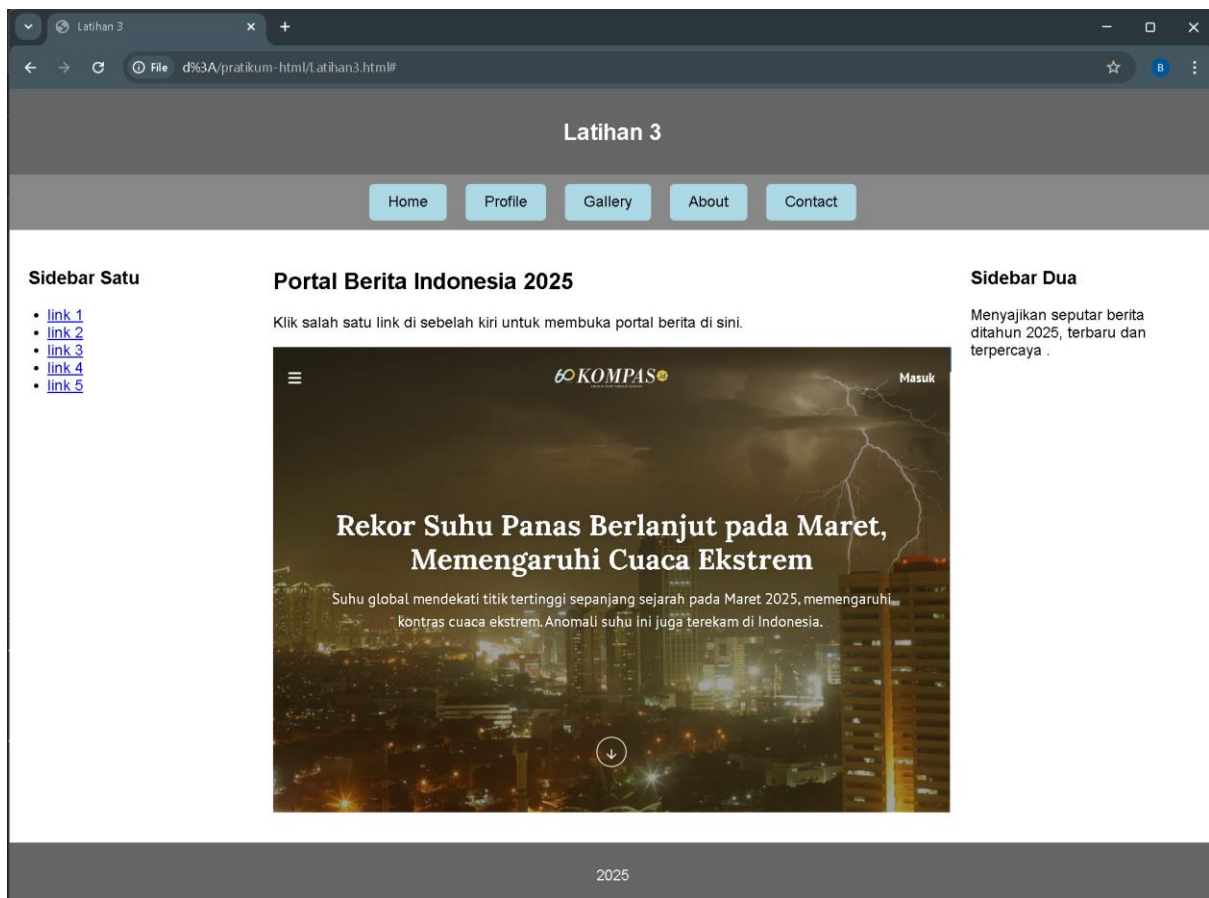 Latihan 3
File d%3A/pratikum-html/Latihan3.html#
B
Latihan 3
Home Profile Gallery About Contact
Sidebar Satu
link 1
link 2
link 3
link 4
link 5
Portal Berita Indonesia 2025
Klik salah satu link di sebelah kiri untuk membuka portal berita di sini.
60 KOMPAS
Masuk
Rekor Suhu Panas Berlanjut pada Maret,
Memengaruhi Cuaca Ekstrem
Suhu global mendekati titik tertinggi sepanjang sejarah pada Maret 2025, memengaruhi
kontras cuaca ekstrem. Anomali suhu ini juga terekam di Indonesia.
Sidebar Dua
Menyajikan seputar berita
ditahun 2025, terbaru dan
terpercaya .
2025